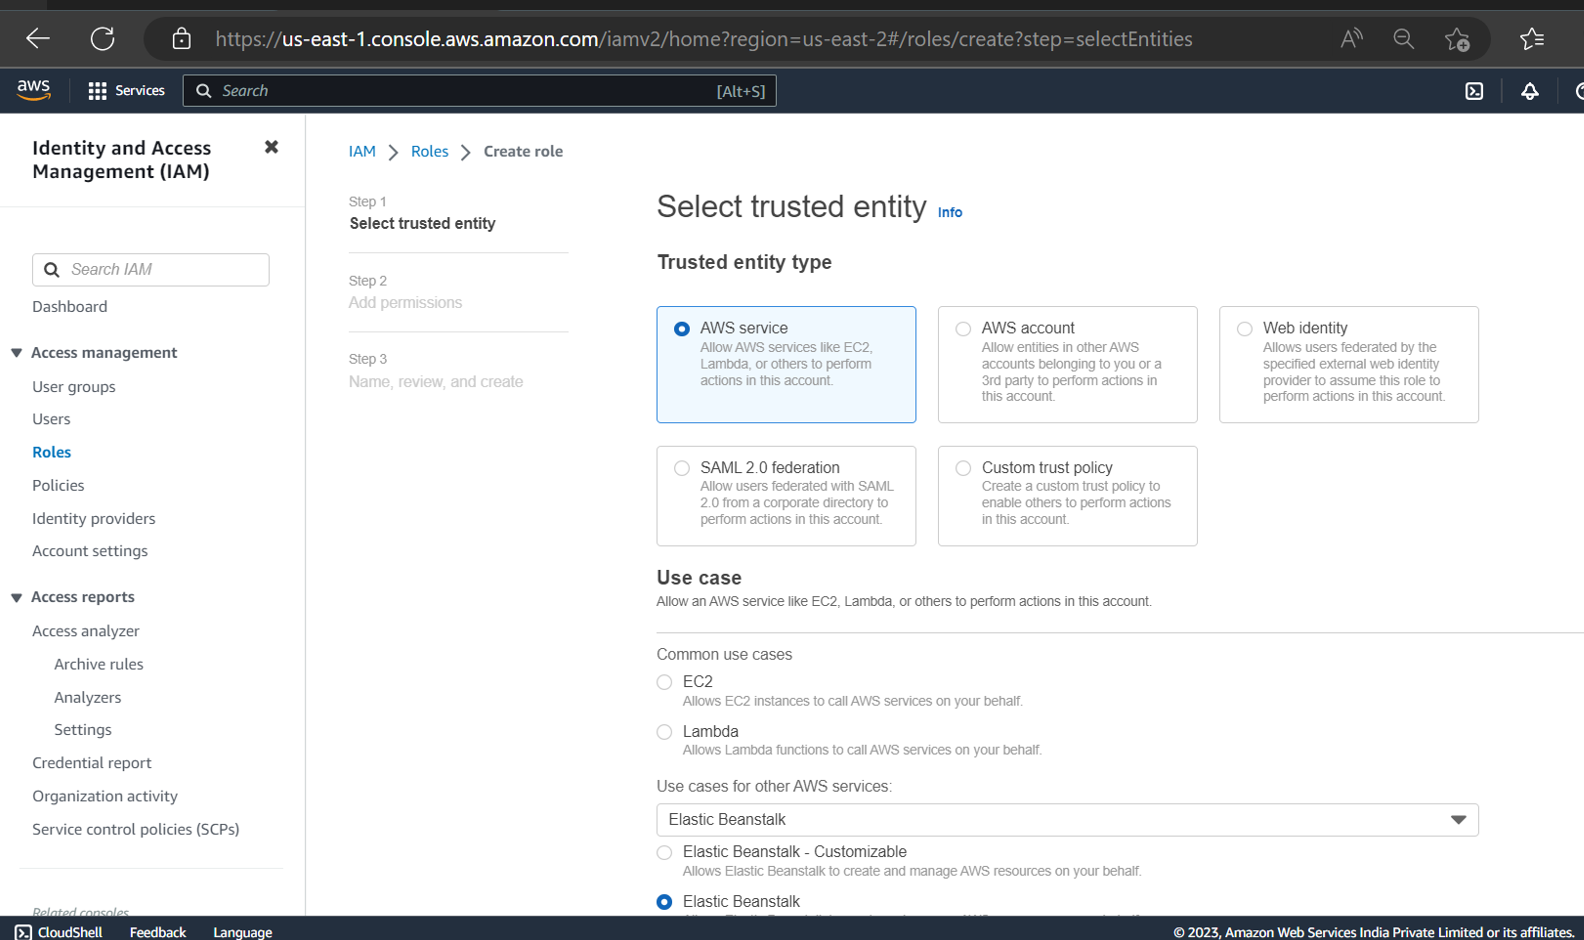 https://us-east-1.console.aws.amazon.com/iamv2/home?region=us-east-2#/roles/create?step=selectEntities
aws
Services
Search
[Alt+S]
Identity and Access
Management (IAM)
Search IAM
Dashboard
Access management
User groups
Users
Roles
Policies
Identity providers
Account settings
Access reports
Access analyzer
Archive rules
Analyzers
Settings
Credential report
Organization activity
Service control policies (SCPs)
Related consoles
IAM
Roles
Create role
Step 1
Select trusted entity
Step 2
Add permissions
Step 3
Name, review, and create
Select trusted entity Info
Trusted entity type
AWS service
Allow AWS services like EC2,
Lambda, or others to perform
actions in this account.
AWS account
Allow entities in other AWS
accounts belonging to you or a
3rd party to perform actions in
this account.
Web identity
Allows users federated by the
specified external web identity
provider to assume this role to
perform actions in this account.
SAML 2.0 federation
Allow users federated with SAML
2.0 from a corporate directory to
perform actions in this account.
Custom trust policy
Create a custom trust policy to
enable others to perform actions
in this account.
Use case
Allow an AWS service like EC2, Lambda, or others to perform actions in this account.
Common use cases
EC2
Allows EC2 instances to call AWS services on your behalf.
Lambda
Allows Lambda functions to call AWS services on your behalf.
Use cases for other AWS services:
Elastic Beanstalk
Elastic Beanstalk - Customizable
Allows Elastic Beanstalk to create and manage AWS resources on your behalf.
Elastic Beanstalk
CloudShell
Feedback
Language
© 2023, Amazon Web Services India Private Limited or its affiliates.